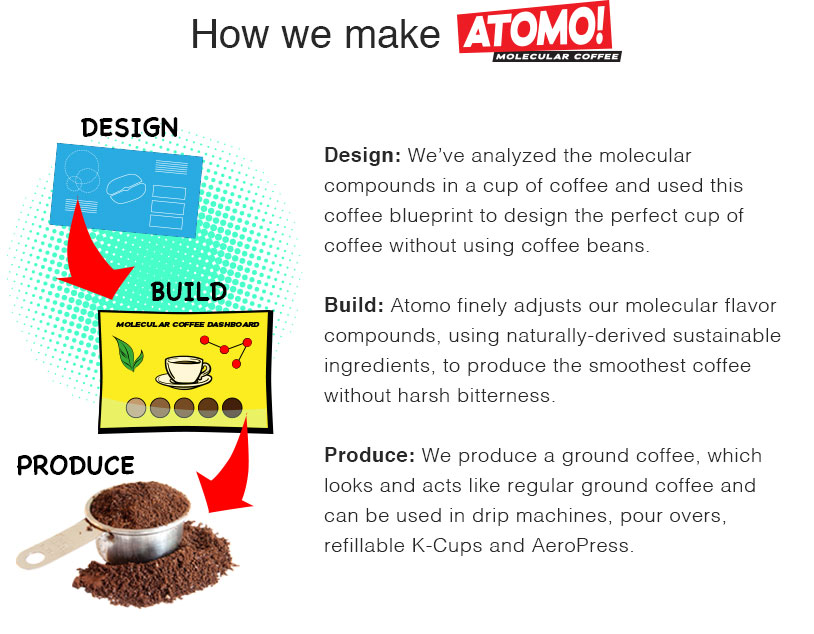 How we make ATOMO!
MOLECULAR COFFEE
DESIGN
BUILD
MOLECULAR COFFEE DASHBOARD
PRODUCE
Design: We’ve analyzed the molecular
compounds in a cup of coffee and used this
coffee blueprint to design the perfect cup of
coffee without using coffee beans.
Build: Atomo finely adjusts our molecular flavor
compounds, using naturally-derived sustainable
ingredients, to produce the smoothest coffee
without harsh bitterness.
Produce: We produce a ground coffee, which
looks and acts like regular ground coffee and
can be used in drip machines, pour overs,
refillable K-Cups and AeroPress.